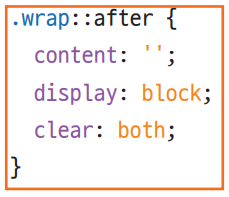 .wrap::after {
  content: '';
  display: block;
  clear: both;
}